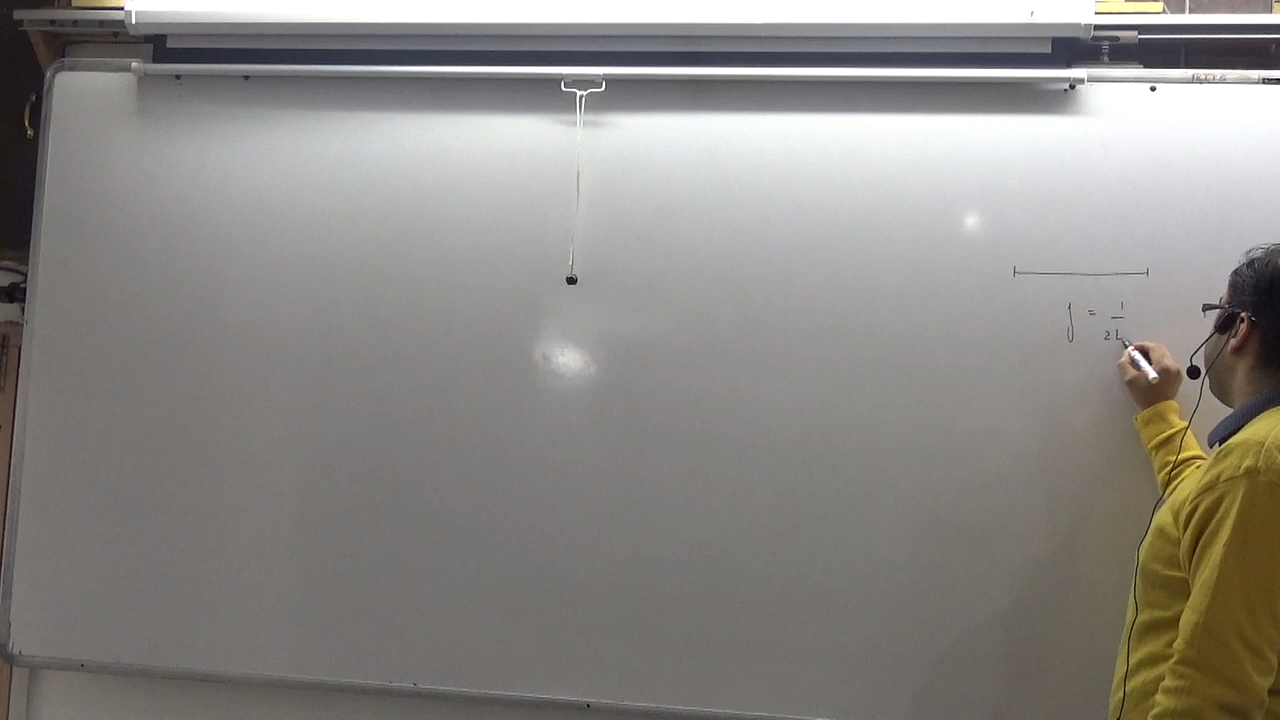 f = 1/2L